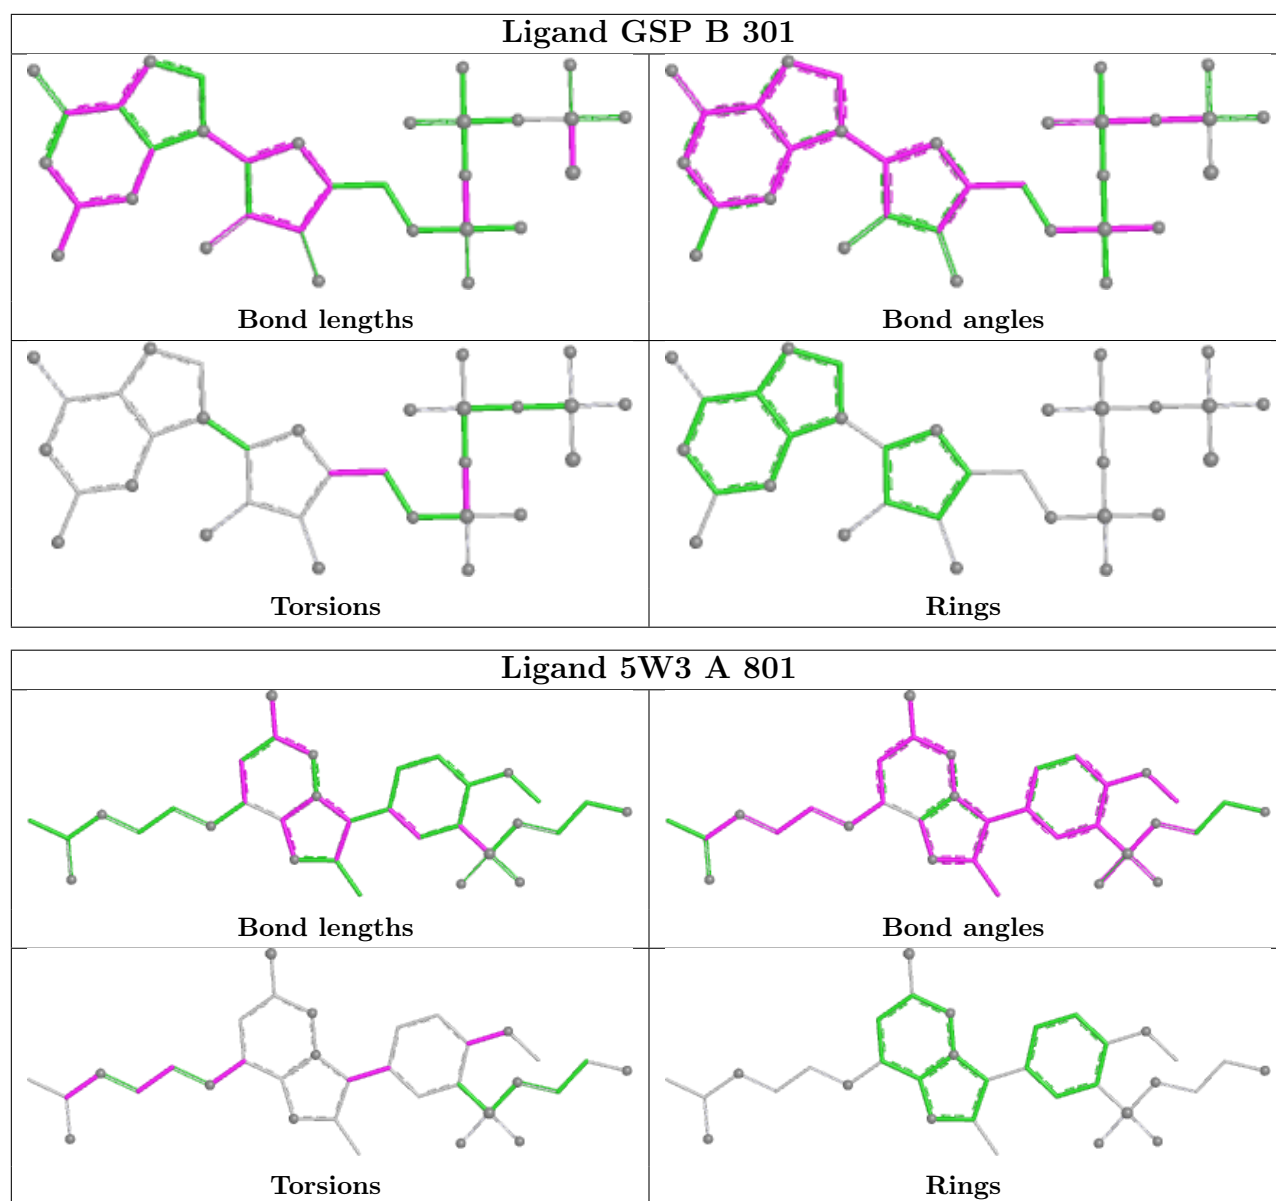 Ligand GSP B 301
Bond lengths
Bond angles
Torsions
Rings
Ligand 5W3 A 801
Bond lengths
Bond angles
Torsions
Rings